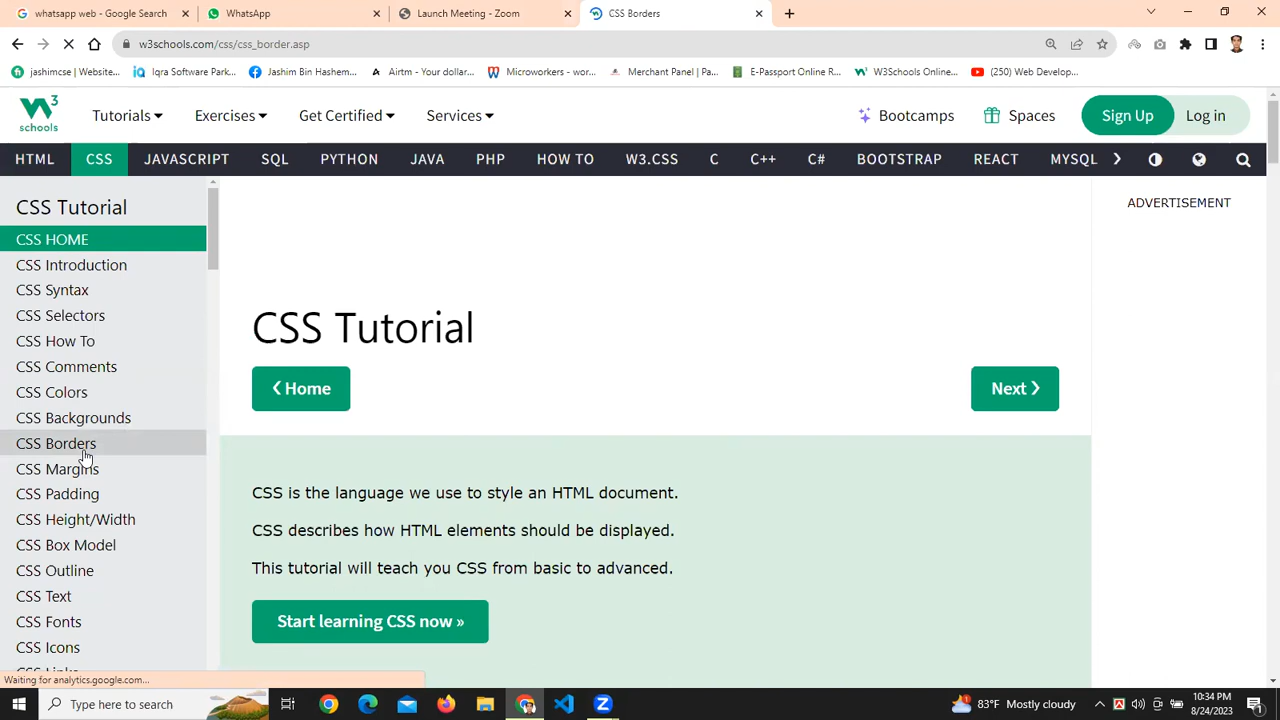 whatsapp web - Google Search
WhatsApp
Launch Meeting - Zoom
CSS Borders
w3schools.com/css/css_border.asp
jashimcse | Website...
Iqra Software Park...
Jashim Bin Hashem...
Airtm - Your dollar...
Microworkers - wor...
Merchant Panel | Pa...
E-Passport Online R...
W3Schools Online...
(250) Web Develop...
W3 schools
Tutorials
Exercises
Get Certified
Services
Bootcamps
Spaces
Sign Up
Log in
HTML
CSS
JAVASCRIPT
SQL
PYTHON
JAVA
PHP
HOW TO
W3.CSS
C
C++
C#
BOOTSTRAP
REACT
MYSQL
CSS Tutorial
CSS HOME
CSS Introduction
CSS Syntax
CSS Selectors
CSS How To
CSS Comments
CSS Colors
CSS Backgrounds
CSS Borders
CSS Margins
CSS Padding
CSS Height/Width
CSS Box Model
CSS Outline
CSS Text
CSS Fonts
CSS Icons
CSS Links
CSS Tutorial
❮ Home
Next ❯
CSS is the language we use to style an HTML document.
CSS describes how HTML elements should be displayed.
This tutorial will teach you CSS from basic to advanced.
Start learning CSS now »
ADVERTISEMENT
Waiting for analytics.google.com...
Type here to search
83°F Mostly cloudy
10:34 PM
8/24/2023